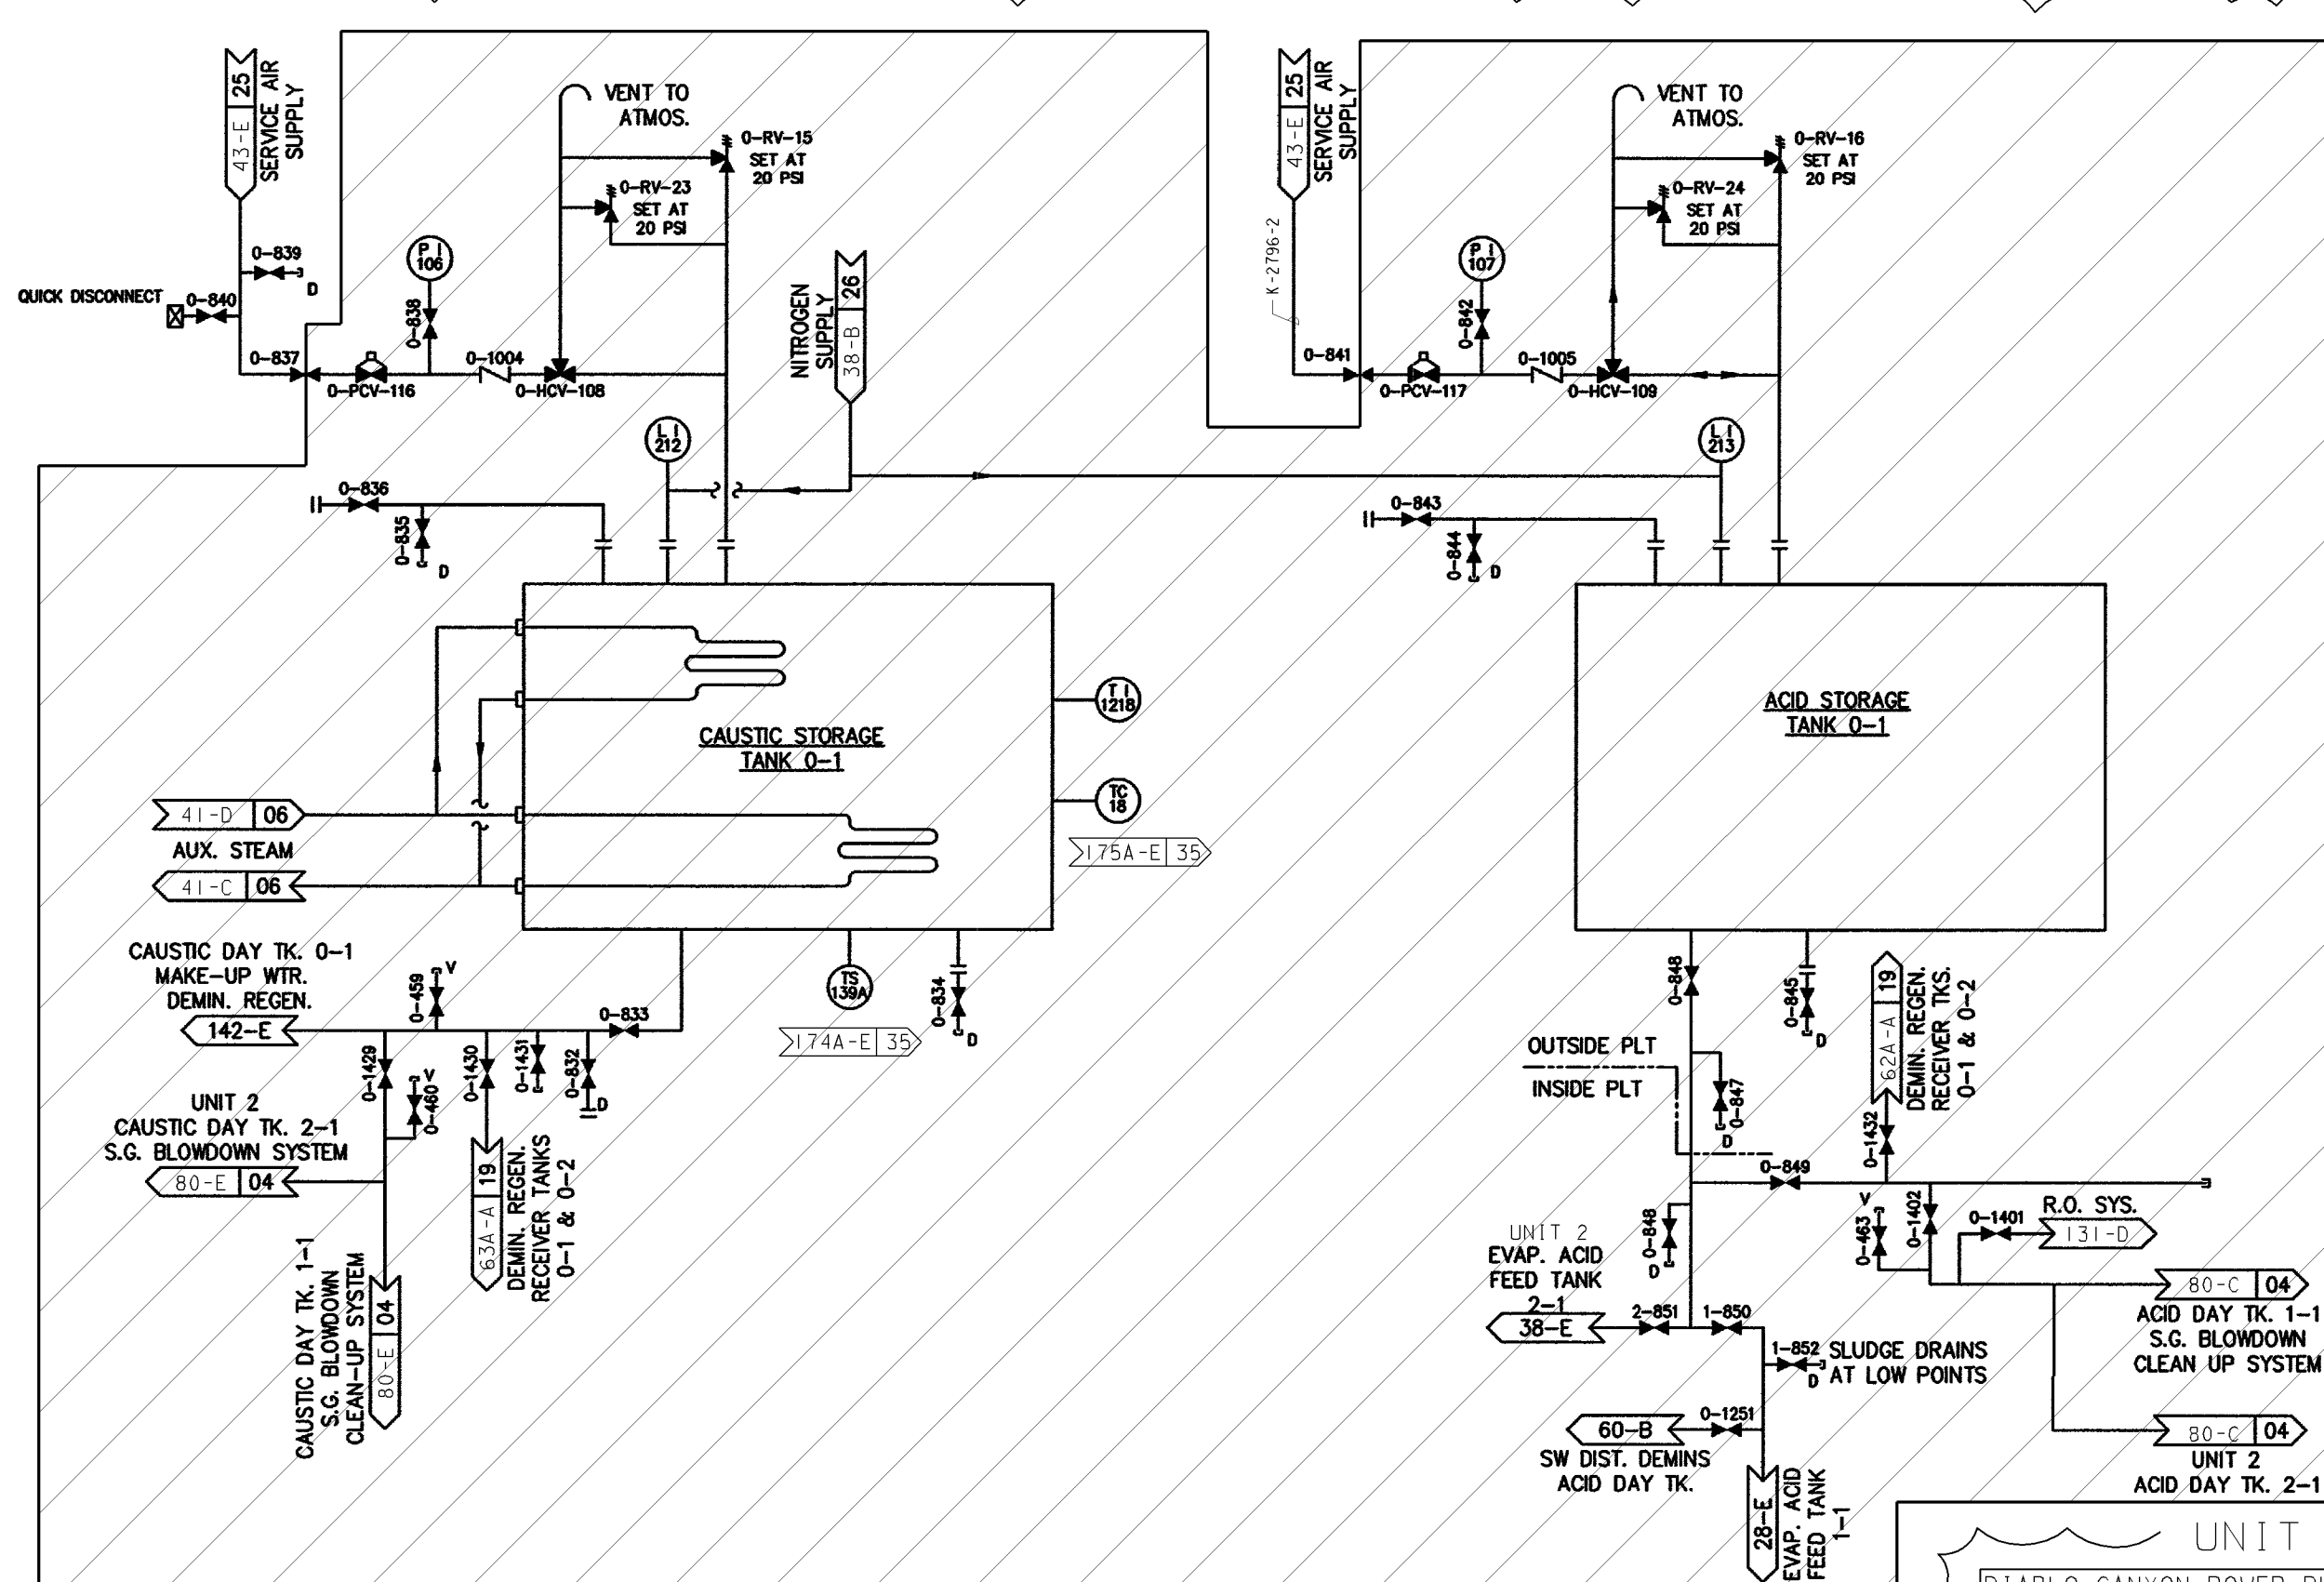 25
43-E
SERVICE AIR
SUPPLY
VENT TO
ATMOS.
0-RV-15
SET AT
20 PSI
0-RV-23
SET AT
20 PSI
0-839
D
QUICK DISCONNECT
0-840
P I
106
0-838
0-837
0-PCV-116
0-1004
0-HCV-108
NITROGEN
SUPPLY
26
38-B
L I
212
0-836
0-835
D
25
43-E
SERVICE AIR
SUPPLY
K-2796-2
VENT TO
ATMOS.
0-RV-16
SET AT
20 PSI
0-RV-24
SET AT
20 PSI
P I
107
0-842
0-841
0-PCV-117
0-1005
0-HCV-109
L I
213
0-843
0-844
D
CAUSTIC STORAGE
TANK 0-1
T I
1218
TC
18
175A-E 35
41-D 06
AUX. STEAM
41-C 06
ACID STORAGE
TANK 0-1
CAUSTIC DAY TK. 0-1
MAKE-UP WTR.
DEMIN. REGEN.
142-E
0-459
V
0-833
0-1429
0-460
V
0-1430
0-1431
0-832
D
TS
139A
174A-E 35
0-834
D
UNIT 2
CAUSTIC DAY TK. 2-1
S.G. BLOWDOWN SYSTEM
80-E 04
CAUSTIC DAY TK. 1-1
S.G. BLOWDOWN
CLEAN-UP SYSTEM
80-E 04
63A-A 19
DEMIN. REGEN.
RECEIVER TANKS
0-1 & 0-2
0-848
0-845
D
62A-A 19
DEMIN. REGEN.
RECEIVER TKS.
0-1 & 0-2
OUTSIDE PLT
INSIDE PLT
0-847
D
0-1432
0-849
0-848
D
V
0-463
0-1402
0-1401
R.O. SYS.
131-D
UNIT 2
EVAP. ACID
FEED TANK
2-1
38-E
2-851
1-850
1-852
D
SLUDGE DRAINS
AT LOW POINTS
80-C 04
ACID DAY TK. 1-1
S.G. BLOWDOWN
CLEAN UP SYSTEM
60-B
0-1251
SW DIST. DEMINS
ACID DAY TK.
28-E
EVAP. ACID
FEED TANK
1-1
80-C 04
UNIT 2
ACID DAY TK. 2-1
UNIT
DIABLO CANYON POWER